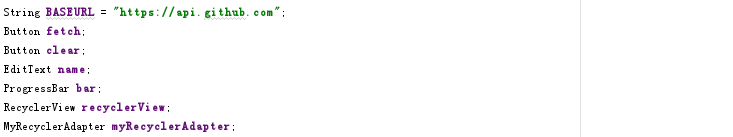 String BASEURL = "https://api.github.com";
Button fetch;
Button clear;
EditText name;
ProgressBar bar;
RecyclerView recyclerView;
MyRecyclerAdapter myRecyclerAdapter;